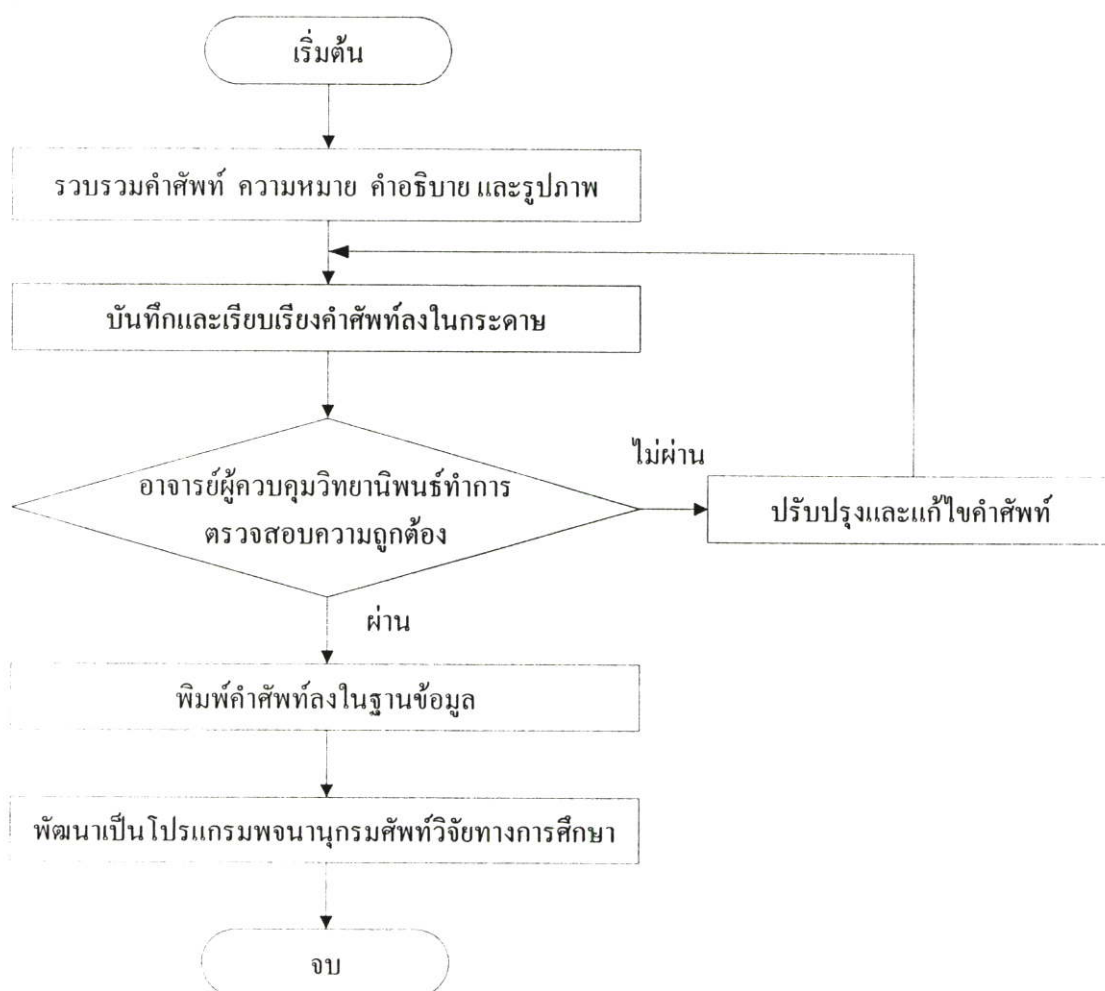 เริ่มต้น
รวบรวมคำศัพท์ ความหมาย คำอธิบาย และรูปภาพ
บันทึกและเรียบเรียงคำศัพท์ลงในกระดาษ
อาจารย์ผู้ควบคุมวิทยานิพนธ์ทำการ
ตรวจสอบความถูกต้อง
ไม่ผ่าน
ปรับปรุงและแก้ไขคำศัพท์
ผ่าน
พิมพ์คำศัพท์ลงในฐานข้อมูล
พัฒนาเป็นโปรแกรมพจนานุกรมศัพท์วิจัยทางการศึกษา
จบ